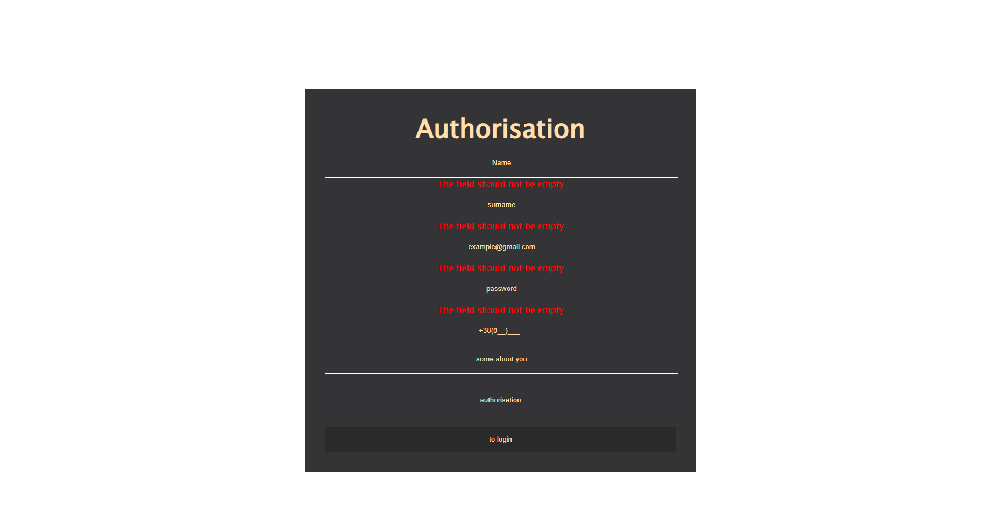 Authorisation
Name
The field should not be empty
surname
The field should not be empty
example@gmail.com
The field should not be empty
password
The field should not be empty
+38(0__)___--
some about you
authorisation
to login